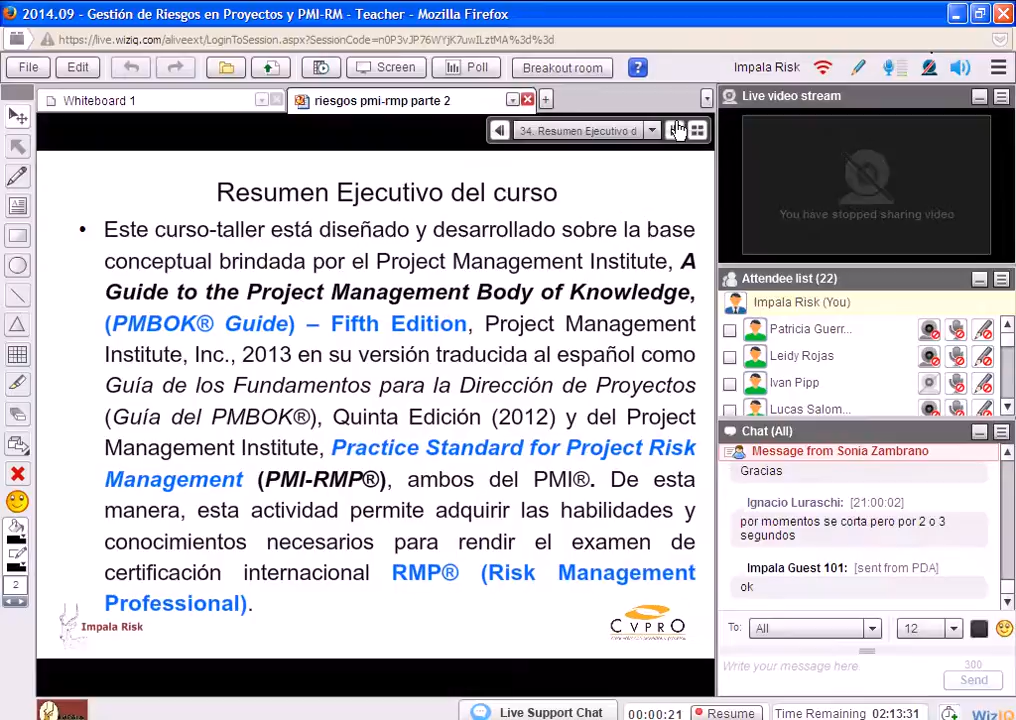 2014.09 - Gestión de Riesgos en Proyectos y PMI-RM - Teacher - Mozilla Firefox
https://live.wiziq.com/aliveext/LoginToSession.aspx?SessionCode=n0P3vJP76WYjK7uwILztMA%3d%3d
File Edit Screen Poll Breakout room ? Impala Risk
Whiteboard 1 riesgos pmi-rmp parte 2
34. Resumen Ejecutivo d
Resumen Ejecutivo del curso
• Este curso-taller está diseñado y desarrollado sobre la base
conceptual brindada por el Project Management Institute, A
Guide to the Project Management Body of Knowledge,
(PMBOK® Guide) – Fifth Edition, Project Management
Institute, Inc., 2013 en su versión traducida al español como
Guía de los Fundamentos para la Dirección de Proyectos
(Guía del PMBOK®), Quinta Edición (2012) y del Project
Management Institute, Practice Standard for Project Risk
Management (PMI-RMP®), ambos del PMI®. De esta
manera, esta actividad permite adquirir las habilidades y
conocimientos necesarios para rendir el examen de
certificación internacional RMP® (Risk Management
Professional).
Impala Risk
CVPRO
2
Live video stream
You have stopped sharing video
Attendee list (22)
Impala Risk (You)
Patricia Guerr...
Leidy Rojas
Ivan Pipp
Lucas Salom...
Chat (All)
Message from Sonia Zambrano
Gracias
Ignacio Luraschi: [21:00:02]
por momentos se corta pero por 2 o 3
segundos
Impala Guest 101: [sent from PDA]
ok
To: All 12
Write your message here.
300
Send
Live Support Chat 00:00:21 Resume Time Remaining 02:13:31 WizIQ